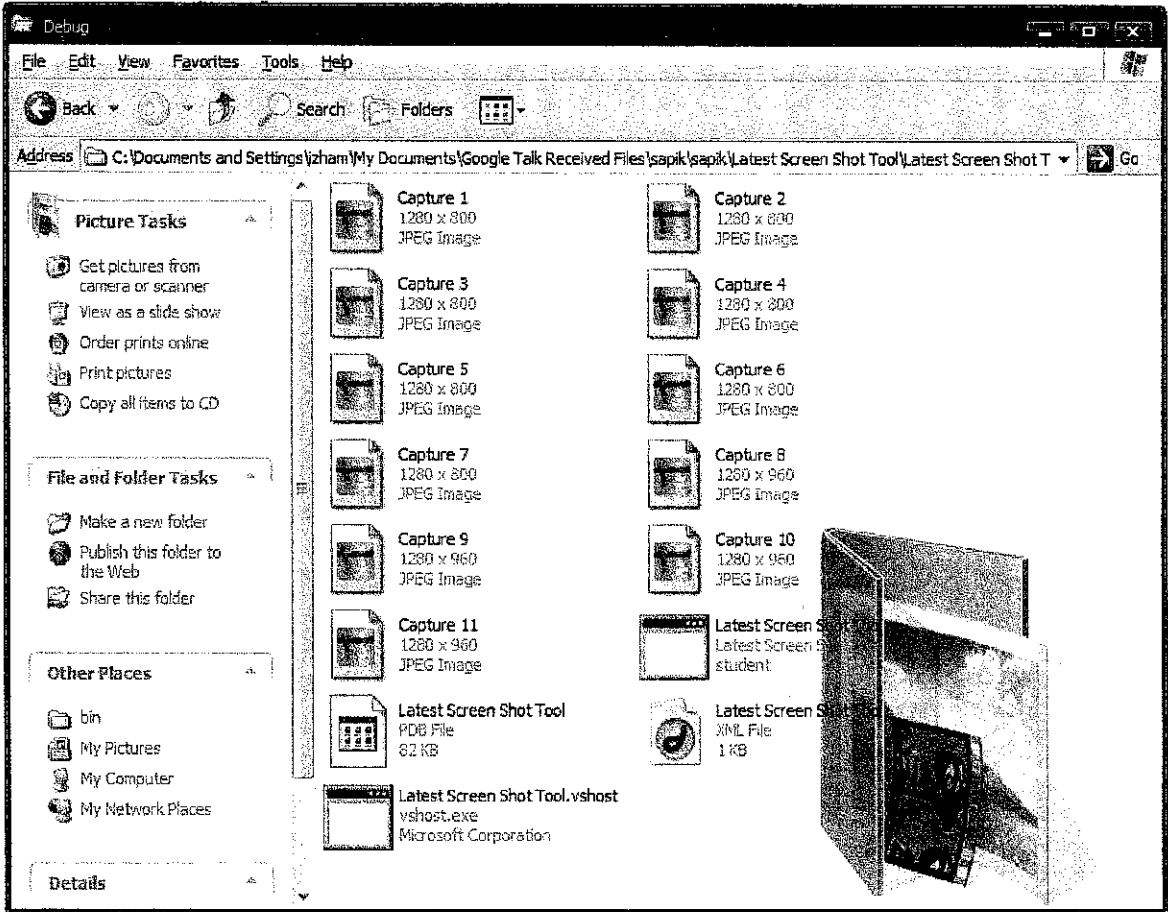 Debug
File Edit View Favorites Tools Help
Back Search Folders
Address C:\Documents and Settings\izham\My Documents\Google Talk Received Files\sapik\sapik\Latest Screen Shot Tool\Latest Screen Shot T Go
Picture Tasks
Get pictures from
camera or scanner
View as a slide show
Order prints online
Print pictures
Copy all items to CD
File and Folder Tasks
Make a new folder
Publish this folder to
the Web
Share this folder
Other Places
bin
My Pictures
My Computer
My Network Places
Details
Capture 1
1280 x 800
JPEG Image
Capture 2
1280 x 800
JPEG Image
Capture 3
1280 x 800
JPEG Image
Capture 4
1280 x 800
JPEG Image
Capture 5
1280 x 800
JPEG Image
Capture 6
1280 x 800
JPEG Image
Capture 7
1280 x 800
JPEG Image
Capture 8
1280 x 960
JPEG Image
Capture 9
1280 x 960
JPEG Image
Capture 10
1280 x 960
JPEG Image
Capture 11
1280 x 960
JPEG Image
Latest Screen Shot Tool
Latest Screen S
student
Latest Screen Shot Tool
PDB File
82 KB
Latest Screen Shot
XML File
1 KB
Latest Screen Shot Tool.vshost
vshost.exe
Microsoft Corporation